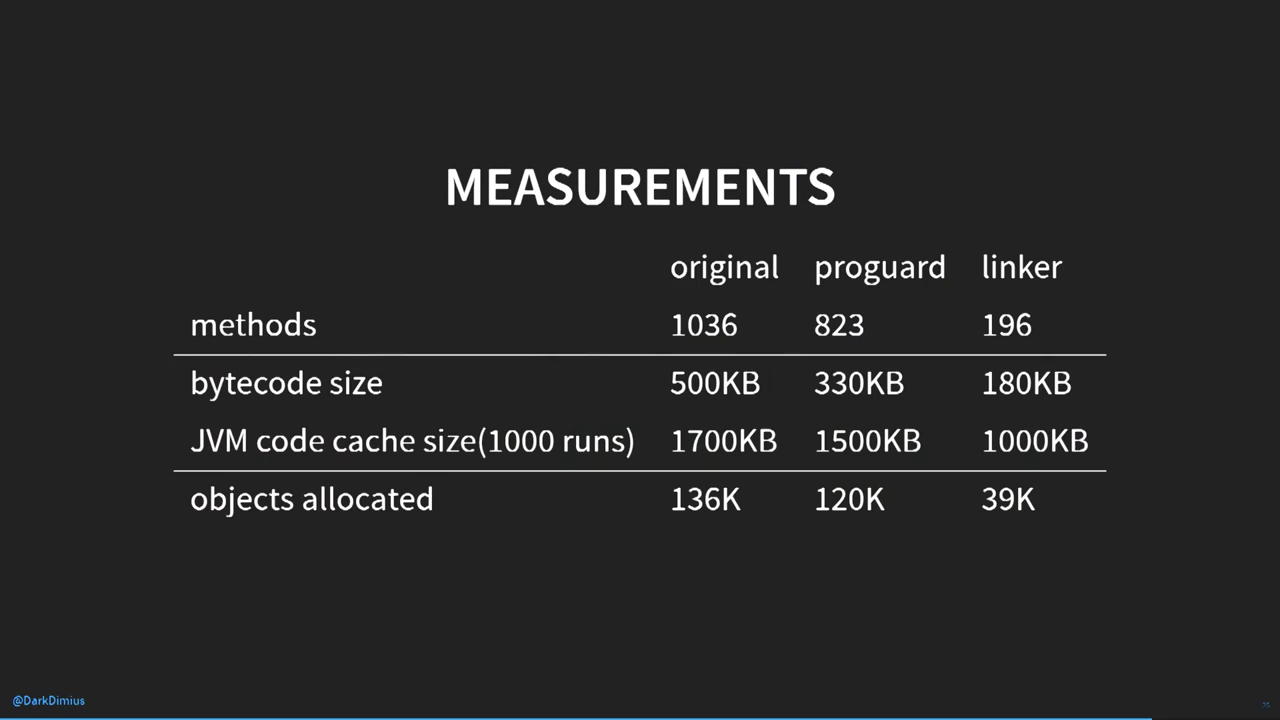 MEASUREMENTS
original proguard linker
methods 1036 823 196
bytecode size 500KB 330KB 180KB
JVM code cache size(1000 runs) 1700KB 1500KB 1000KB
objects allocated 136K 120K 39K
@DarkDimius